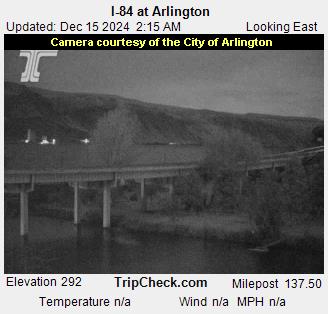 I-84 at Arlington
Updated: Dec 15 2024 2:15 AM Looking East
Camera courtesy of the City of Arlington
Elevation 292 TripCheck.com Milepost 137.50
Temperature n/a Wind n/a MPH n/a